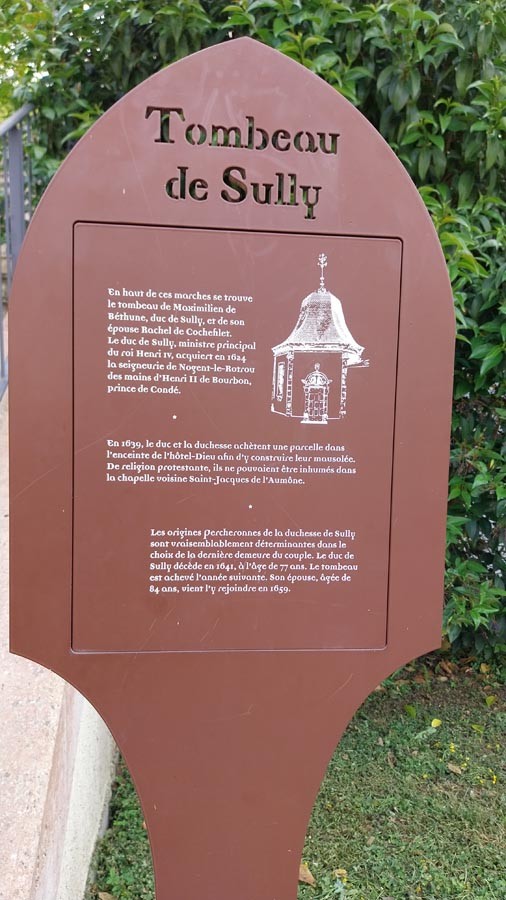 Tombeau
de Sully
En haut de ces marches se trouve
le tombeau de Maximilien de
Béthune, duc de Sully, et de son
épouse Rachel de Cochefilet.
Le duc de Sully, ministre principal
du roi Henri IV, acquiert en 1624
la seigneurie de Nogent-le-Rotrou
des mains d'Henri II de Bourbon,
prince de Condé.
*
En 1639, le duc et la duchesse achètent une parcelle dans
l'enceinte de l'hôtel-Dieu afin d'y construire leur mausolée.
De religion protestante, ils ne pouvaient être inhumés dans
la chapelle voisine Saint-Jacques de l'Aumône.
*
Les origines percheronnes de la duchesse de Sully
sont vraisemblablement déterminantes dans le
choix de la dernière demeure du couple. Le duc de
Sully décède en 1641, à l'âge de 77 ans. Le tombeau
est achevé l'année suivante. Son épouse, âgée de
84 ans, vient l'y rejoindre en 1659.